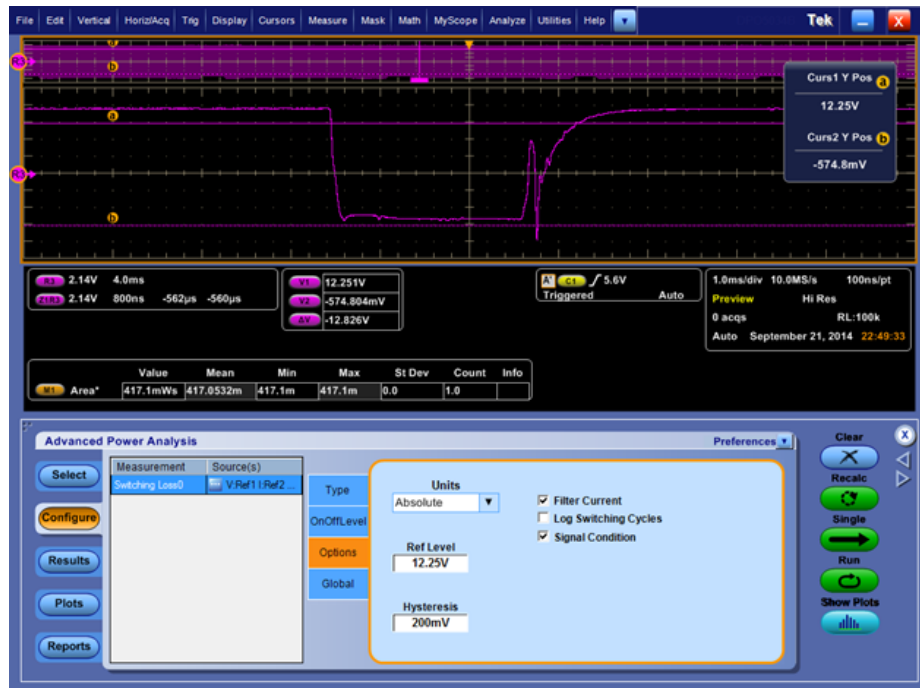 File Edit Vertical Horiz/Acq Trig Display Cursors Measure Mask Math MyScope Analyze Utilities Help Tek X
a
R3 b
Curs1 Y Pos a
12.25V
a
Curs2 Y Pos b
-574.8mV
R3
b
R3 2.14V 4.0ms
Z1R3 2.14V 800ns -562µs -560µs
V1 12.251V
V2 -574.804mV
ΔV -12.826V
A' C1 5.6V
Triggered Auto
1.0ms/div 10.0MS/s 100ns/pt
Preview Hi Res
0 acqs RL:100k
Auto September 21, 2014 22:49:33
Value Mean Min Max St Dev Count Info
M1 Area* 417.1mWs 417.0532m 417.1m 417.1m 0.0 1.0
Advanced Power Analysis Preferences
Clear X
Select
Measurement Source(s)
Switching Loss0 V:Ref1 I:Ref2 ...
Type
Units
Absolute
Filter Current
Recalc
Configure
OnOffLevel
Log Switching Cycles
Single
Signal Condition
Results
Options
Ref Level
12.25V
Run
Global
Plots
Hysteresis
200mV
Show Plots
Reports